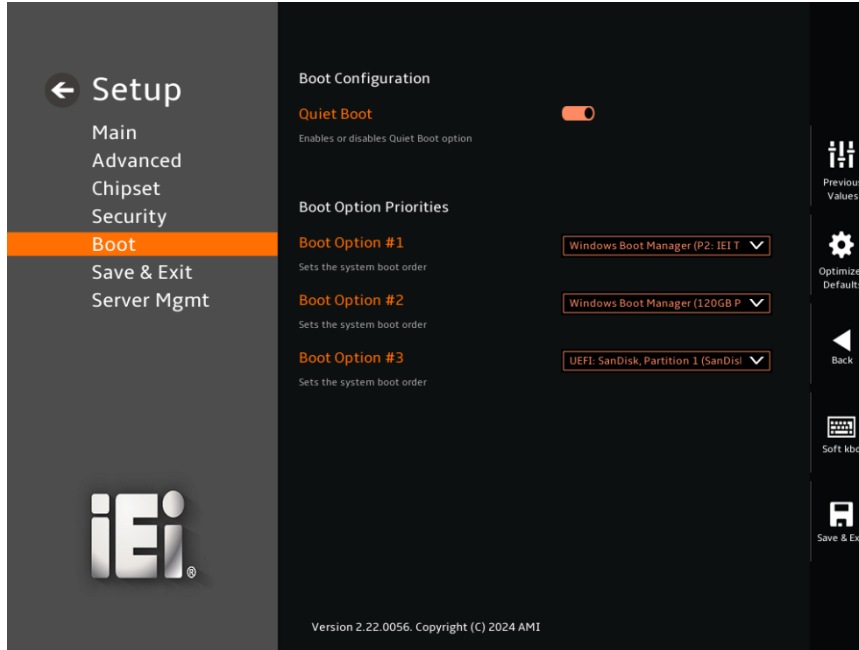 Setup
Main
Advanced
Chipset
Security
Boot
Save & Exit
Server Mgmt
iEi
®
Boot Configuration
Quiet Boot
Enables or disables Quiet Boot option
Boot Option Priorities
Boot Option #1
Windows Boot Manager (P2: IEI T
Sets the system boot order
Boot Option #2
Windows Boot Manager (120GB P
Sets the system boot order
Boot Option #3
UEFI: SanDisk, Partition 1 (SanDis
Sets the system boot order
Version 2.22.0056. Copyright (C) 2024 AMI
Previou
Values
Optimize
Default
Back
Soft kb
Save & Ex